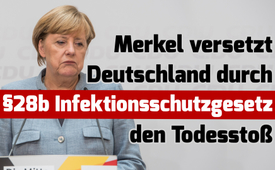 Merkel versetzt
Deutschland durch
§28b Infektionsschutzgesetz
den Todesstoß